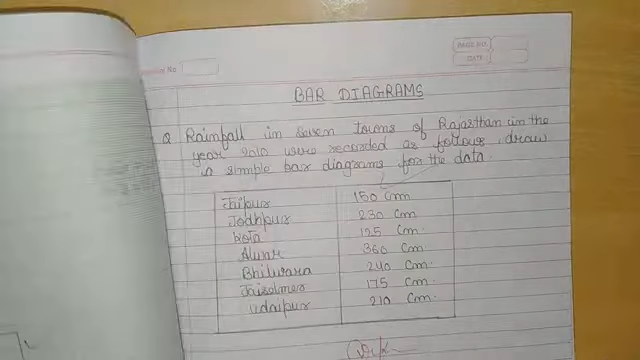 PAGE NO.
DATE
BAR DIAGRAMS
Q Rainfall in seven towns of Rajasthan in the
year 2010 were recorded as follows. draw
a simple bar diagrams for the data.
Jaipur 150 Cm
Jodhpur 230 Cm
Kota 125 Cm.
Alwar 360 Cm
Bhilwara 240 Cm.
Jaisalmer 175 Cm.
Udaipur 210 Cm.